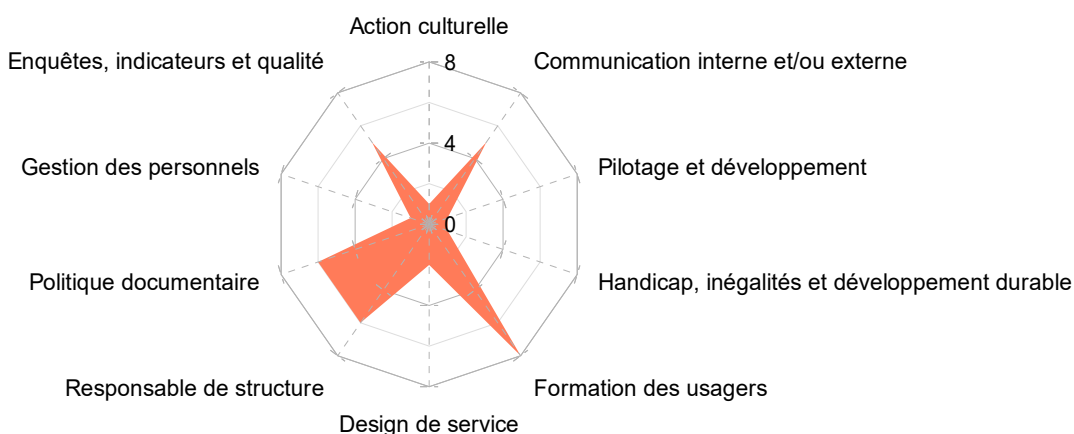 Action culturelle
Enquêtes, indicateurs et qualité
8
Communication interne et/ou externe
4
Gestion des personnels
Pilotage et développement
0
Politique documentaire
Handicap, inégalités et développement durable
Responsable de structure
Formation des usagers
Design de service